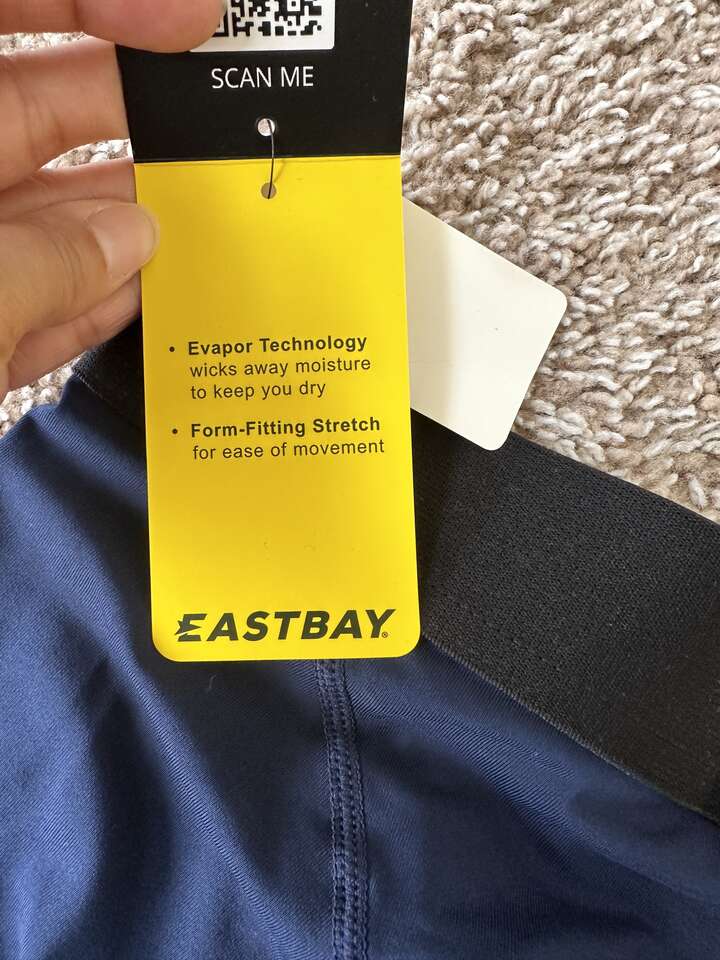 SCAN ME
• Evapor Technology
wicks away moisture
to keep you dry
• Form-Fitting Stretch
for ease of movement
EASTBAY®